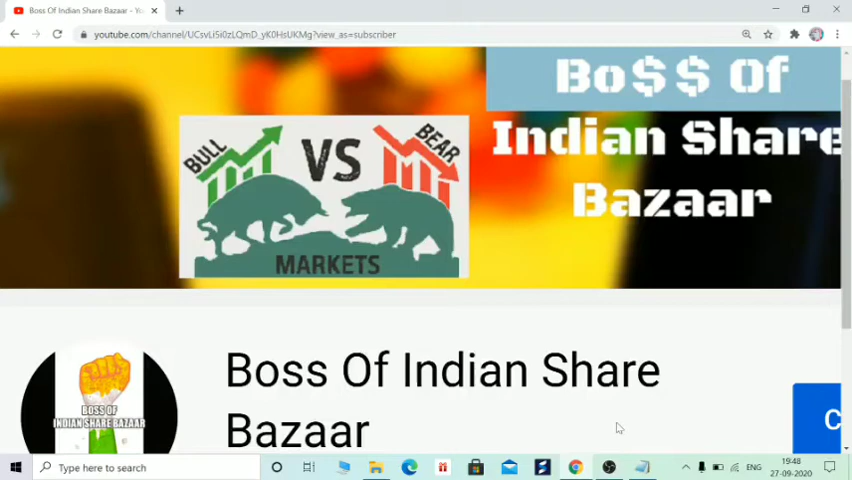 Boss Of Indian Share Bazaar - Yo
youtube.com/channel/UCsvLi5i0zLQmD_yK0HsUKMg?view_as=subscriber
Bo$$ Of
Indian Share
Bazaar
BULL VS BEAR
MARKETS
BOSS OF
INDIAN SHARE BAZAAR
Boss Of Indian Share
Bazaar
C
Type here to search
ENG
19:48
27-09-2020